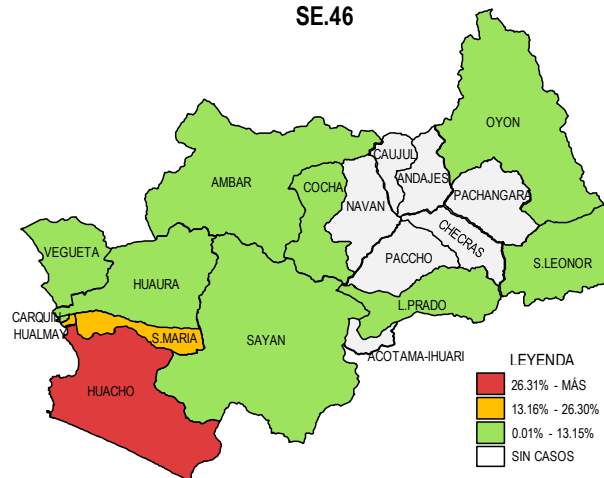 SE.46
OYON
CAUJUL
ANDAJES
AMBAR
COCHA
NAVAN
PACHANGARA
CHECRAS
VEGUETA
PACCHO
S.LEONOR
HUAURA
L.PRADO
CARQUIN
HUALMAY
S.MARIA
SAYAN
ACOTAMA-IHUARI
HUACHO
LEYENDA
26.31% - MÁS
13.16% - 26.30%
0.01% - 13.15%
SIN CASOS